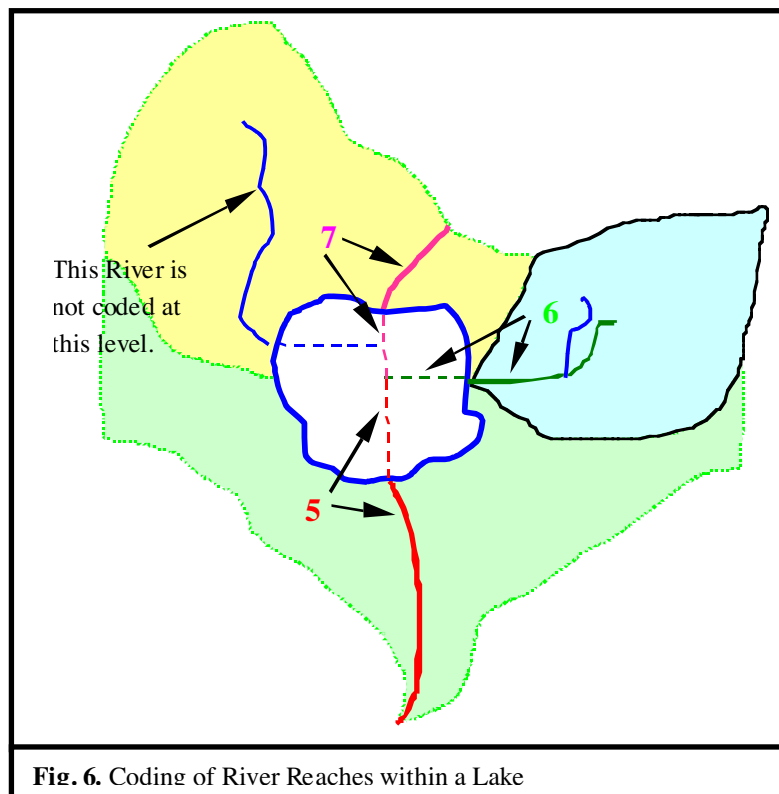 7
This River is
not coded at
this level.
6
5
Fig. 6. Coding of River Reaches within a Lake